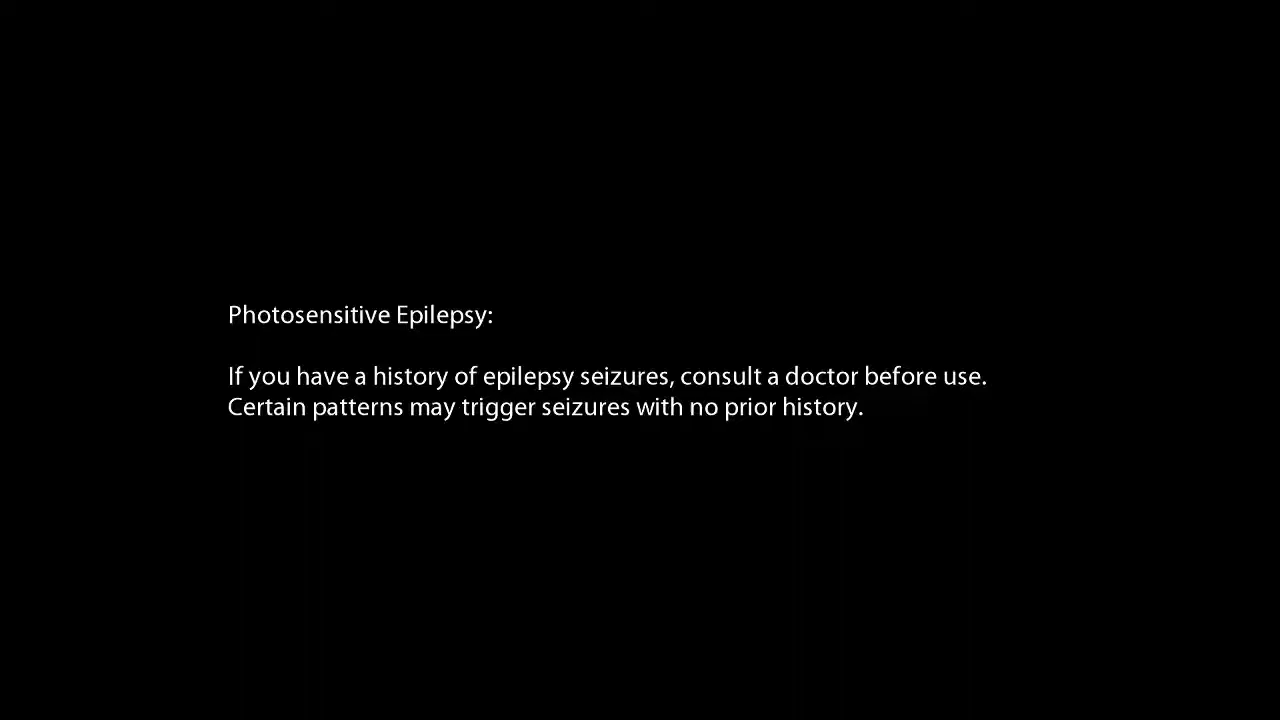 Photosensitive Epilepsy:
If you have a history of epilepsy seizures, consult a doctor before use.
Certain patterns may trigger seizures with no prior history.